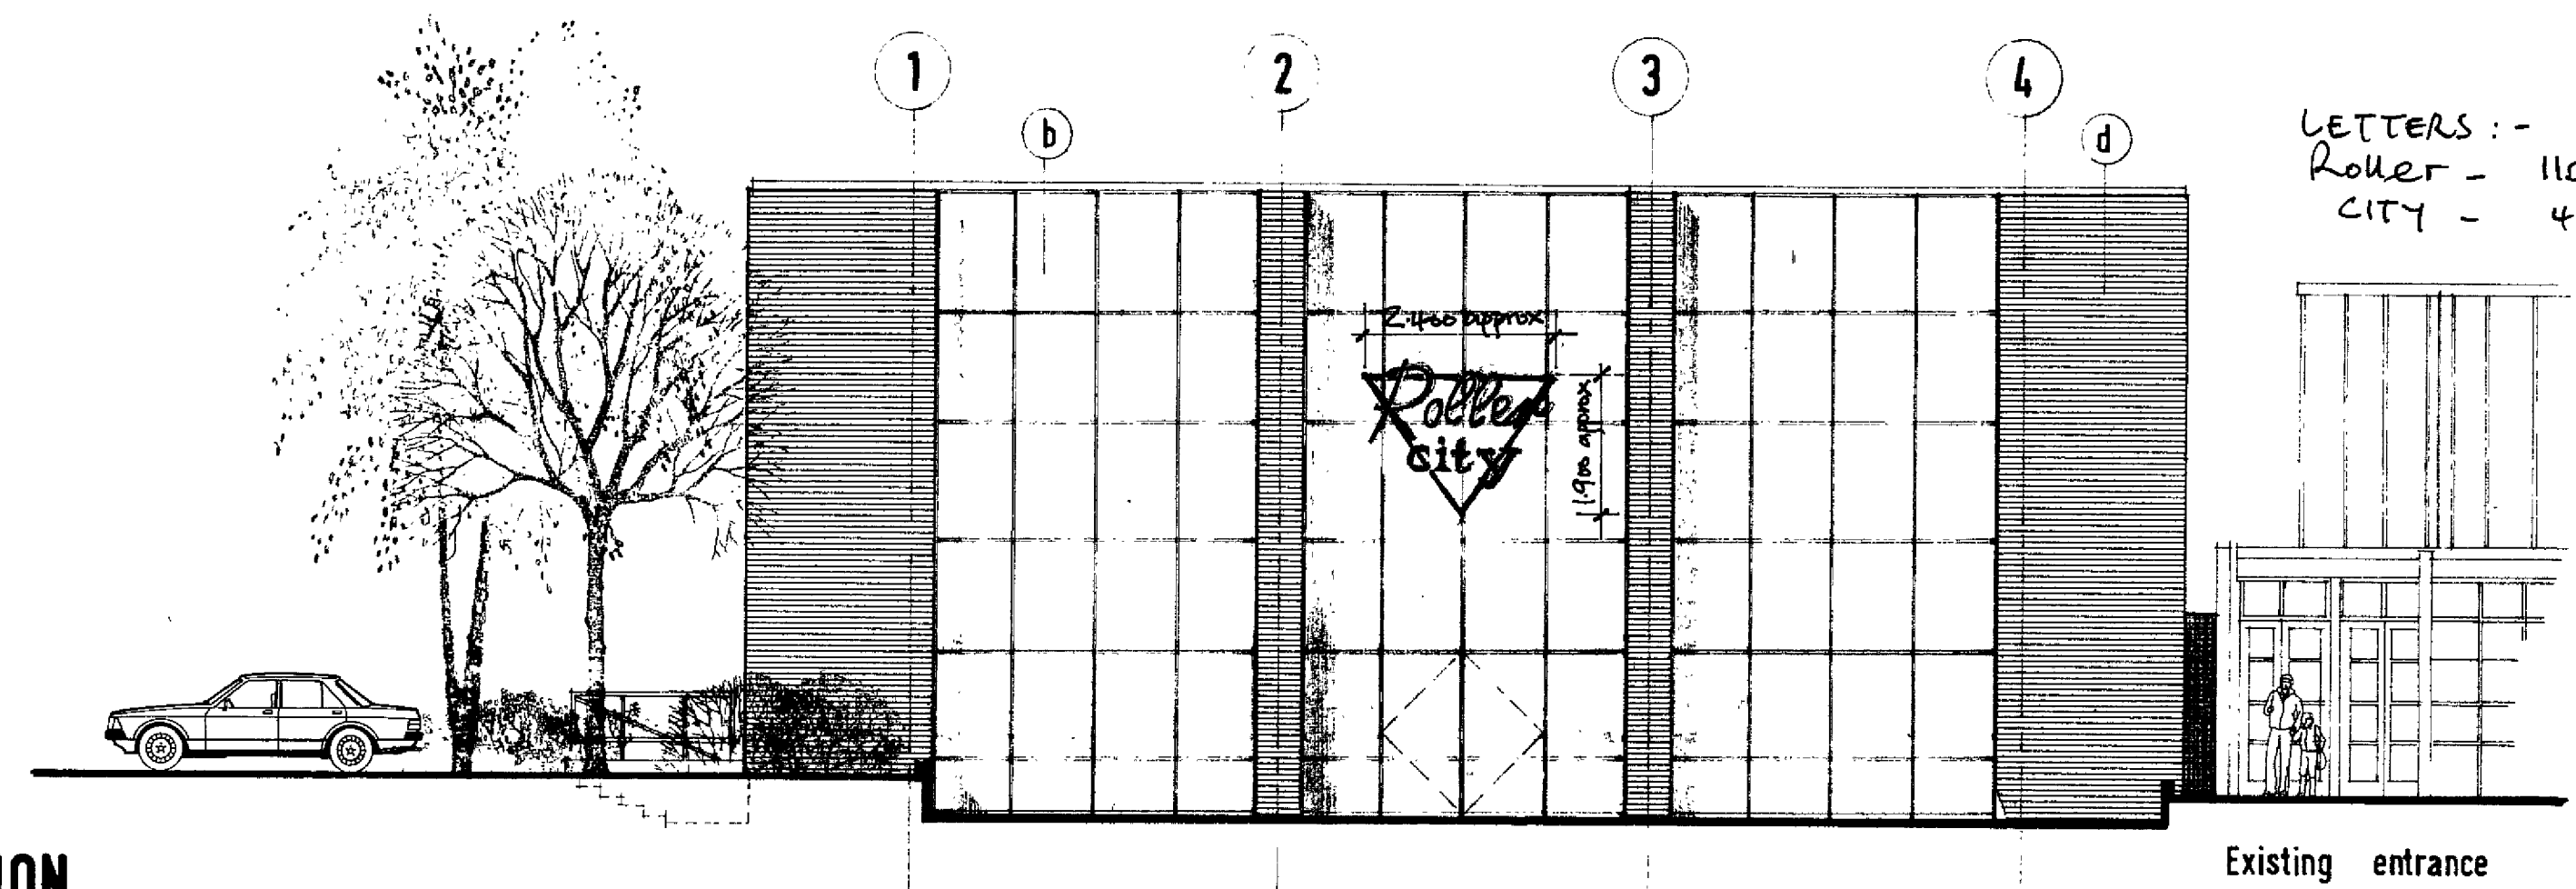 1
2
3
4
b
d
LETTERS :-
Roller -
CITY -
2.400 approx
Roller
city
1.900 approx
Existing entrance